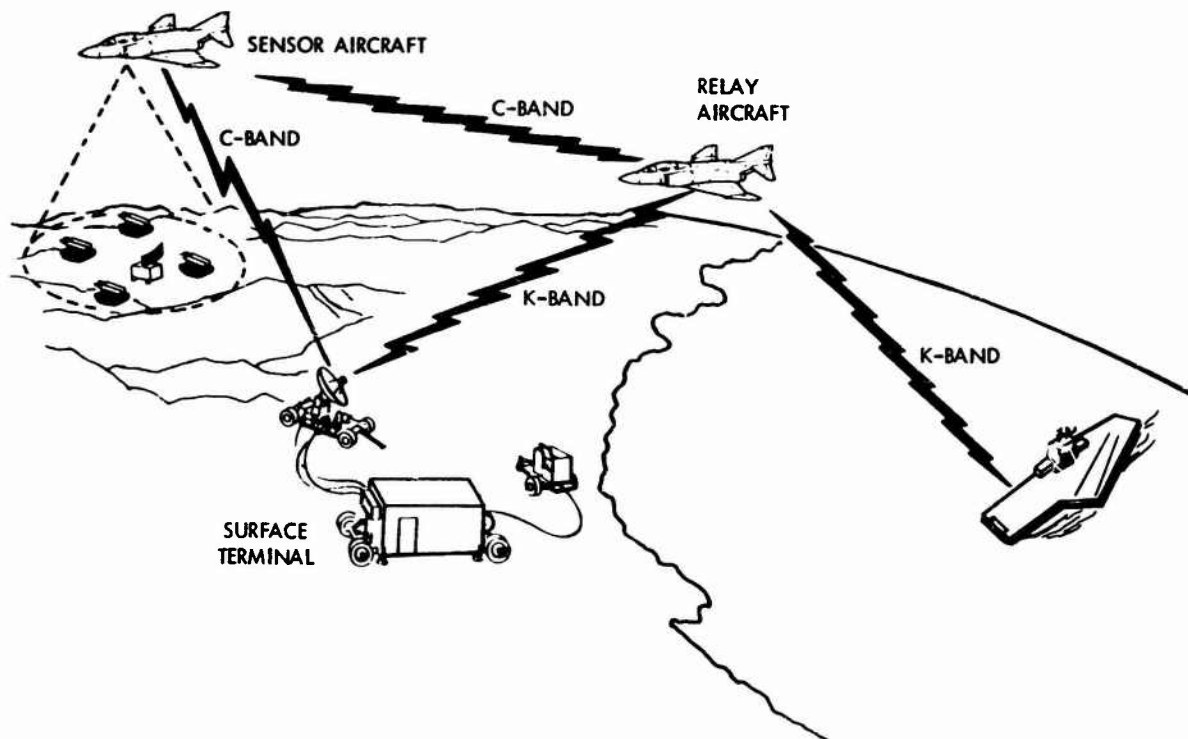 SENSOR AIRCRAFT
RELAY
AIRCRAFT
C-BAND
C-BAND
K-BAND
K-BAND
SURFACE
TERMINAL